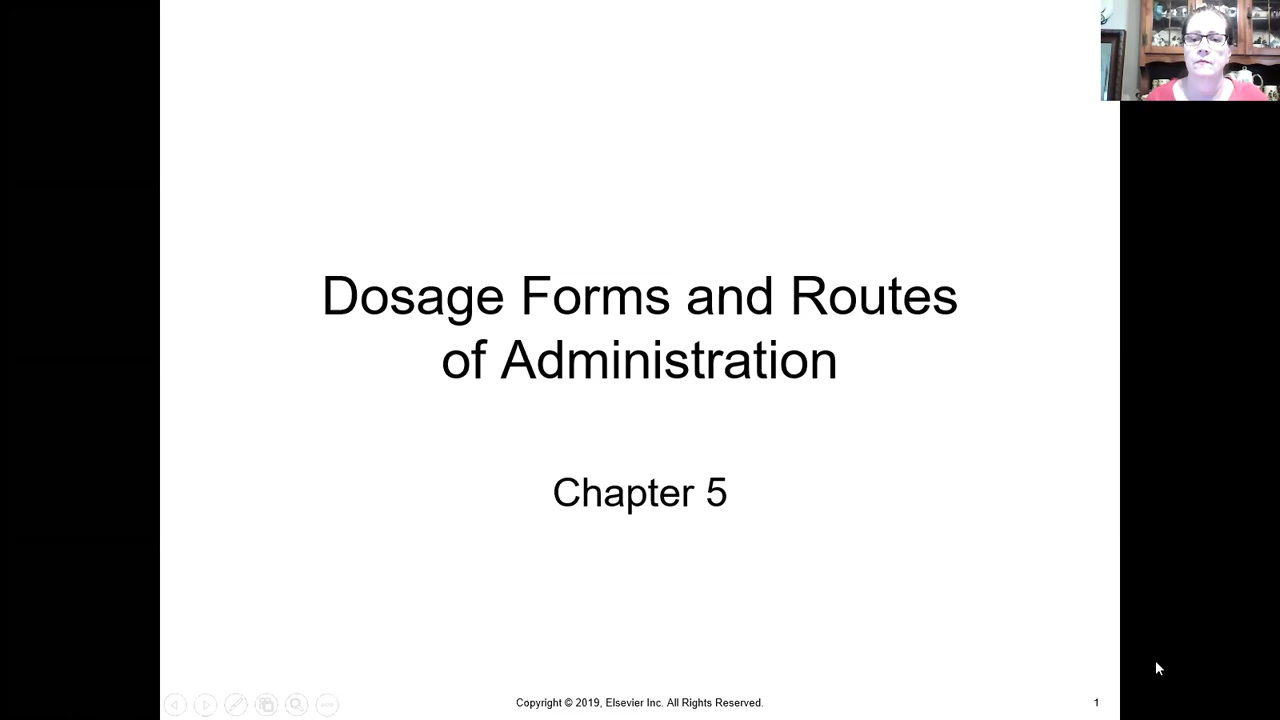 Dosage Forms and Routes
of Administration
Chapter 5
Copyright © 2019, Elsevier Inc. All Rights Reserved.
1